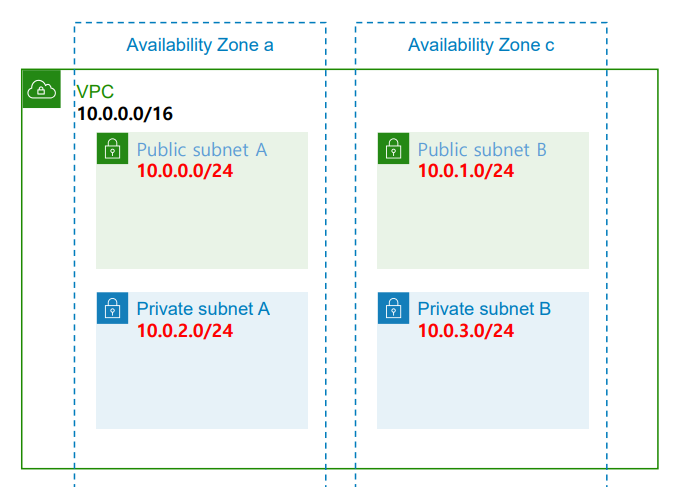 Availability Zone a
Availability Zone c
VPC
10.0.0.0/16
Public subnet A
10.0.0.0/24
Public subnet B
10.0.1.0/24
Private subnet A
10.0.2.0/24
Private subnet B
10.0.3.0/24